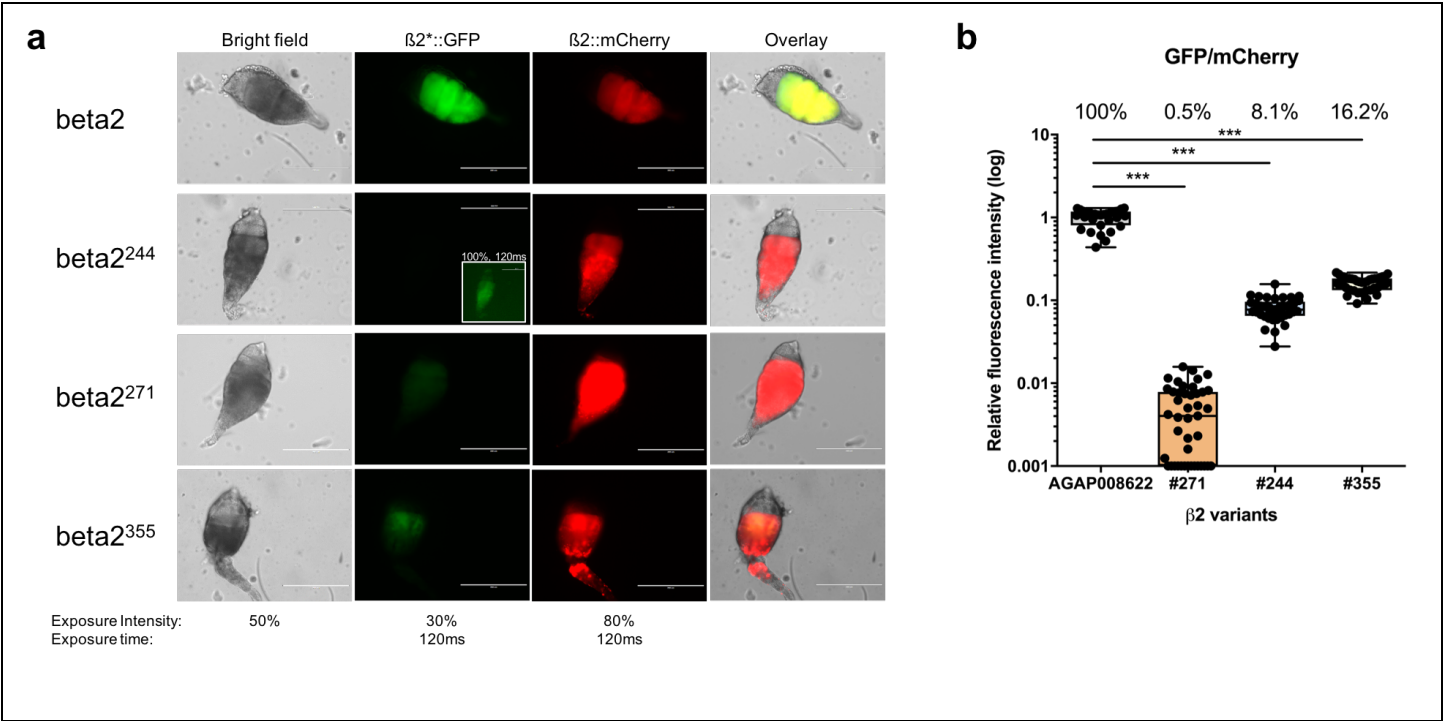 a
Bright field
ß2*::GFP
ß2::mCherry
Overlay
beta2
beta2²⁴⁴
100%, 120ms
beta2²⁷¹
beta2³⁵⁵
Exposure Intensity: 50% 30% 80%
Exposure time: 120ms 120ms
b
GFP/mCherry
100% 0.5% 8.1% 16.2%
***
***
***
Relative fluorescence intensity (log)
10
1
0.1
0.01
0.001
AGAP008622 #271 #244 #355
β2 variants